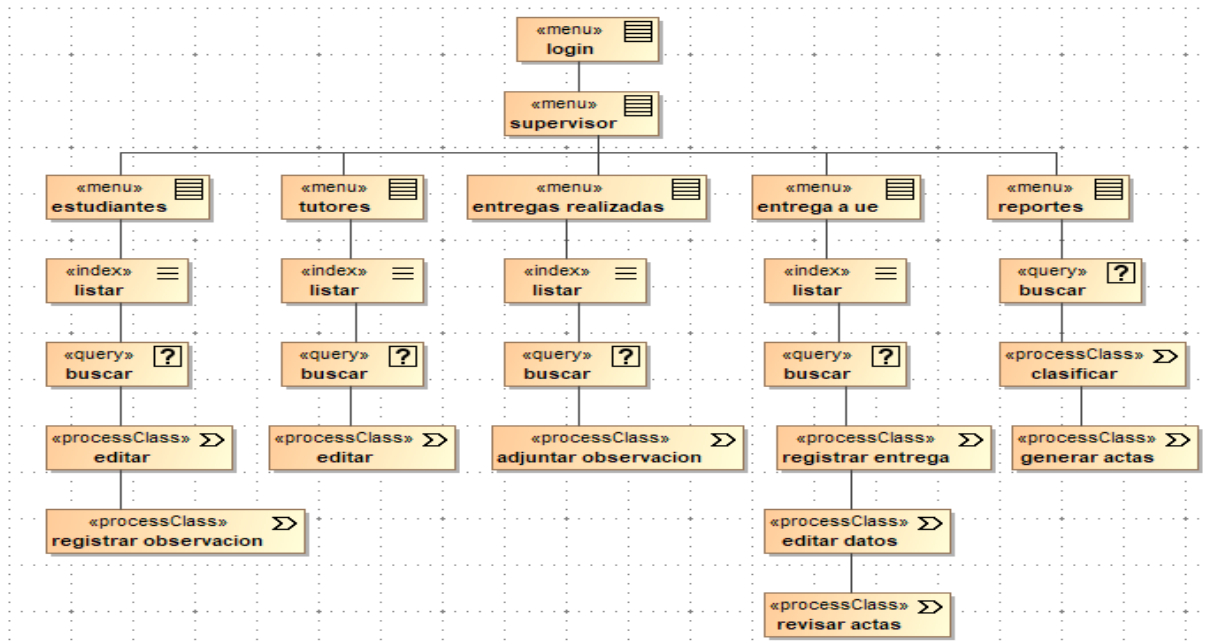 «menu»
login
«menu»
supervisor
«menu»
estudiantes
«menu»
tutores
«menu»
entregas realizadas
«menu»
entrega a ue
«menu»
reportes
«index»
listar
«index»
listar
«index»
listar
«index»
listar
«query»
buscar
«query»
buscar
«query»
buscar
«query»
buscar
«query»
buscar
«processClass»
clasificar
«processClass»
editar
«processClass»
editar
«processClass»
adjuntar observacion
«processClass»
registrar entrega
«processClass»
generar actas
«processClass»
registrar observacion
«processClass»
editar datos
«processClass»
revisar actas